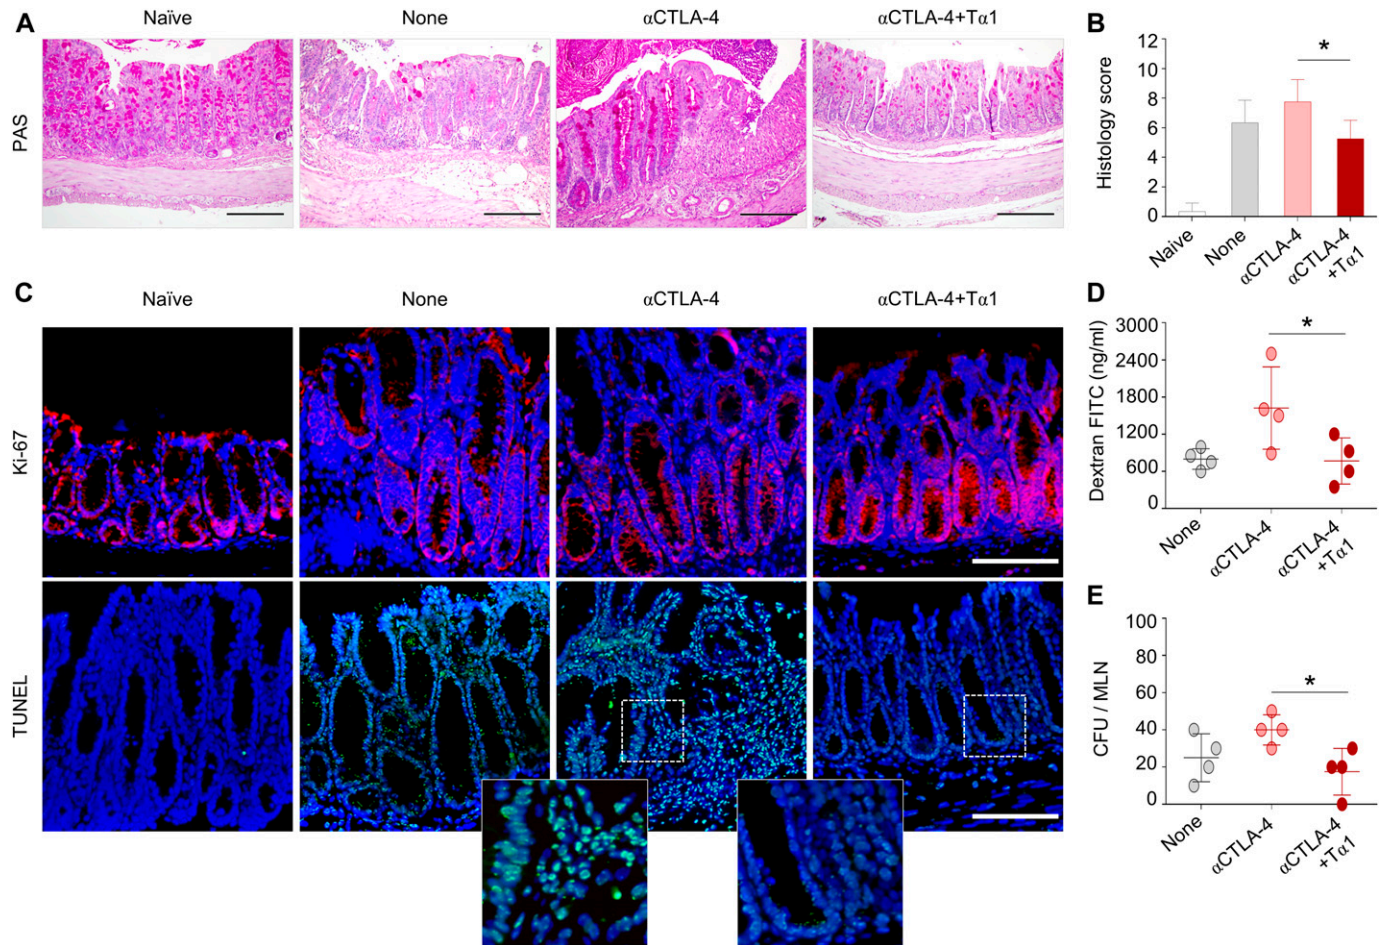 A
Naïve
None
αCTLA-4
αCTLA-4+Tα1
PAS
B
*
Histology score
12
10
8
6
4
2
0
Naive
None
αCTLA-4
αCTLA-4
+Tα1
C
Naïve
None
αCTLA-4
αCTLA-4+Tα1
Ki-67
TUNEL
D
*
Dextran FITC (ng/ml)
3000
2400
1800
1200
600
0
None
αCTLA-4
αCTLA-4
+Tα1
E
*
CFU / MLN
100
80
60
40
20
0
None
αCTLA-4
αCTLA-4
+Tα1